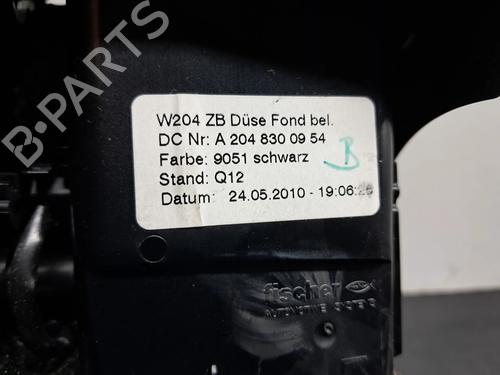 B-PARTS
W204 ZB Düse Fond bel.
DC Nr: A 204 830 09 54
Farbe: 9051 schwarz
B
Stand: Q12
Datum: 24.05.2010 - 19:06:26
fischer
AUTOMOTIVE SYSTEMS